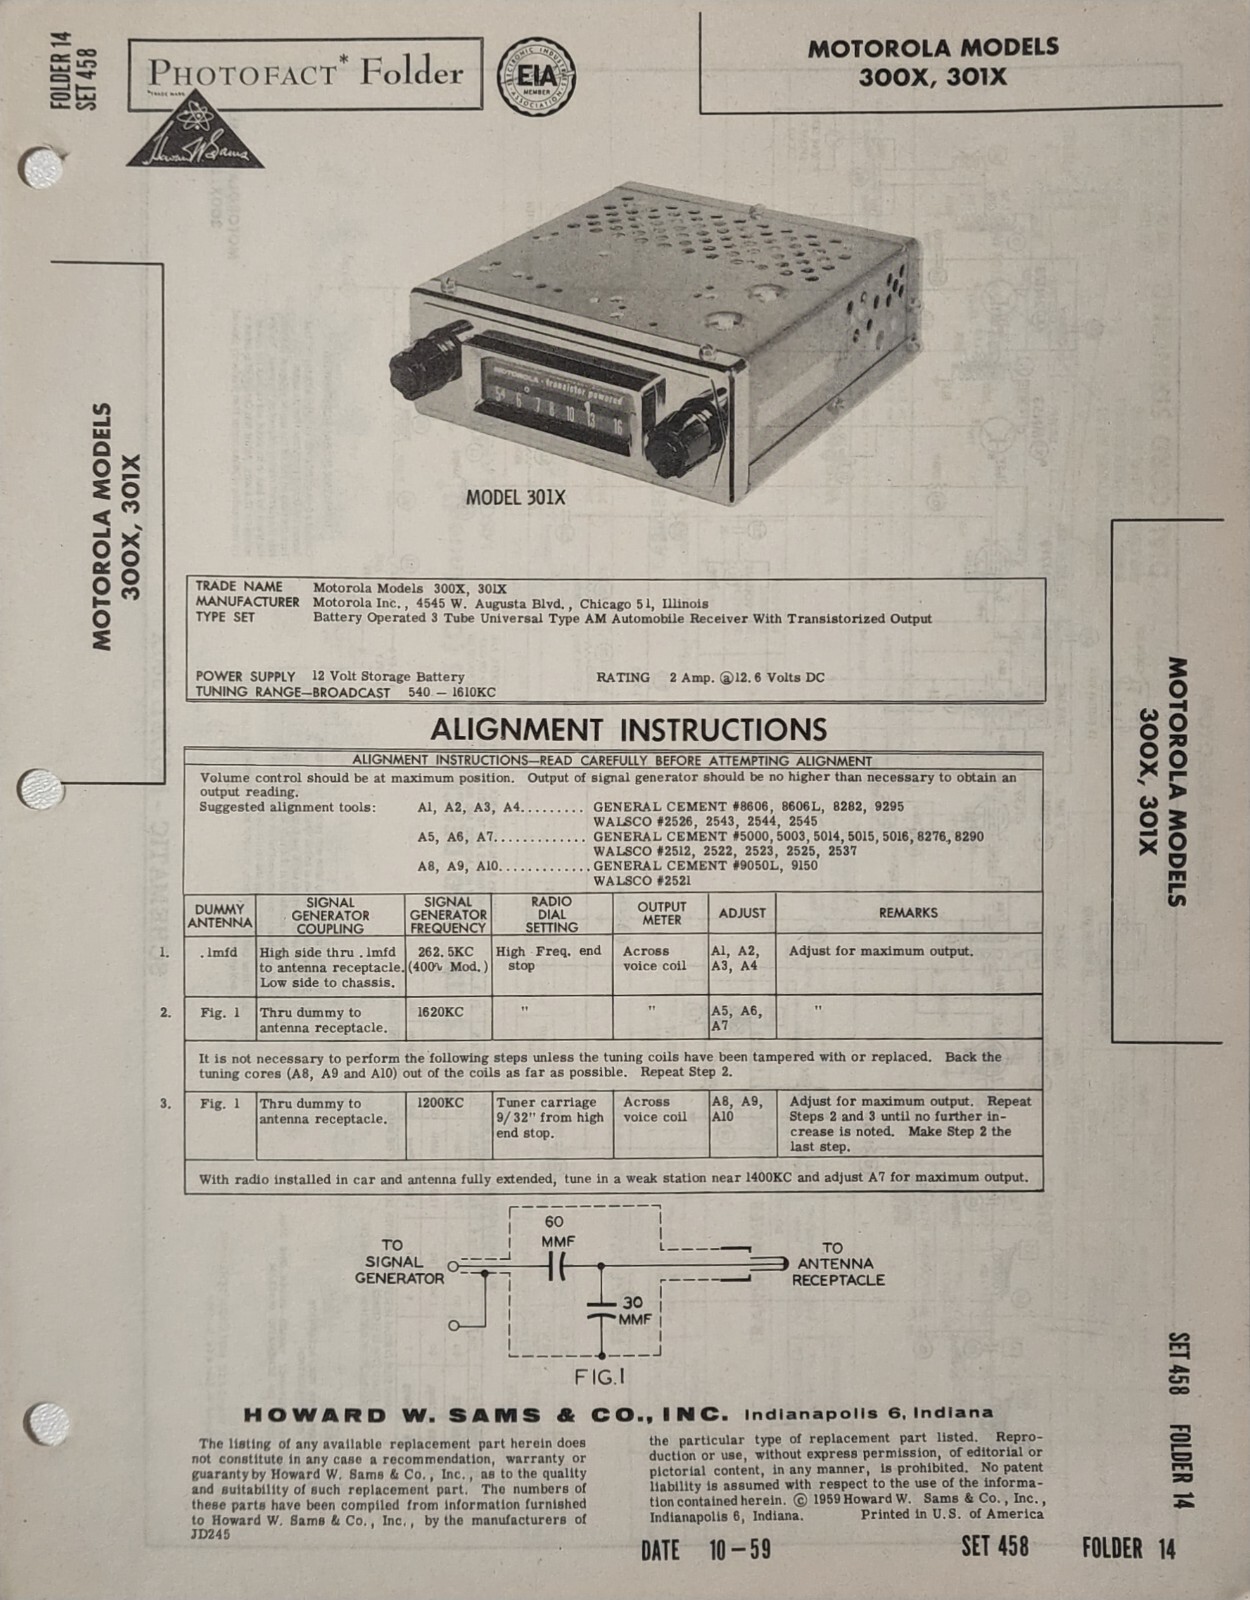 FOLDER 14
SET 458
PHOTOFACT* Folder
*TRADE MARK
Howard W. Sams
ELECTRONIC INDUSTRIES ASSOCIATION
EIA
MEMBER
MOTOROLA MODELS
300X, 301X
MOTOROLA MODELS
300X, 301X
MOTOROLA - transistor powered
54 6 7 8 10 13 16
MODEL 301X
TRADE NAME Motorola Models 300X, 301X
MANUFACTURER Motorola Inc., 4545 W. Augusta Blvd., Chicago 51, Illinois
TYPE SET Battery Operated 3 Tube Universal Type AM Automobile Receiver With Transistorized Output
POWER SUPPLY 12 Volt Storage Battery RATING 2 Amp. @12.6 Volts DC
TUNING RANGE—BROADCAST 540 - 1610KC
MOTOROLA MODELS
300X, 301X
ALIGNMENT INSTRUCTIONS
ALIGNMENT INSTRUCTIONS—READ CAREFULLY BEFORE ATTEMPTING ALIGNMENT
Volume control should be at maximum position. Output of signal generator should be no higher than necessary to obtain an
output reading.
Suggested alignment tools: A1, A2, A3, A4......... GENERAL CEMENT #8606, 8606L, 8282, 9295
WALSCO #2526, 2543, 2544, 2545
A5, A6, A7............. GENERAL CEMENT #5000, 5003, 5014, 5015, 5016, 8276, 8290
WALSCO #2512, 2522, 2523, 2525, 2537
A8, A9, A10.............GENERAL CEMENT #9050L, 9150
WALSCO #2521
DUMMY ANTENNA SIGNAL GENERATOR COUPLING SIGNAL GENERATOR FREQUENCY RADIO DIAL SETTING OUTPUT METER ADJUST REMARKS
1. .1mfd High side thru .1mfd 262.5KC High Freq. end Across A1, A2, Adjust for maximum output.
to antenna receptacle. (400∿ Mod.) stop voice coil A3, A4
Low side to chassis.
2. Fig. 1 Thru dummy to 1620KC " " A5, A6, "
antenna receptacle. A7
It is not necessary to perform the following steps unless the tuning coils have been tampered with or replaced. Back the
tuning cores (A8, A9 and A10) out of the coils as far as possible. Repeat Step 2.
3. Fig. 1 Thru dummy to 1200KC Tuner carriage Across A8, A9, Adjust for maximum output. Repeat
antenna receptacle. 9/32" from high voice coil A10 Steps 2 and 3 until no further in-
end stop. crease is noted. Make Step 2 the
last step.
With radio installed in car and antenna fully extended, tune in a weak station near 1400KC and adjust A7 for maximum output.
TO
SIGNAL
GENERATOR
60
MMF
30
MMF
TO
ANTENNA
RECEPTACLE
FIG.1
SET 458 FOLDER 14
HOWARD W. SAMS & CO., INC. Indianapolis 6, Indiana
The listing of any available replacement part herein does
not constitute in any case a recommendation, warranty or
guaranty by Howard W. Sams & Co., Inc., as to the quality
and suitability of such replacement part. The numbers of
these parts have been compiled from information furnished
to Howard W. Sams & Co., Inc., by the manufacturers of
JD245
the particular type of replacement part listed. Repro-
duction or use, without express permission, of editorial or
pictorial content, in any manner, is prohibited. No patent
liability is assumed with respect to the use of the informa-
tion contained herein. © 1959 Howard W. Sams & Co., Inc.,
Indianapolis 6, Indiana. Printed in U.S. of America
DATE 10-59 SET 458 FOLDER 14